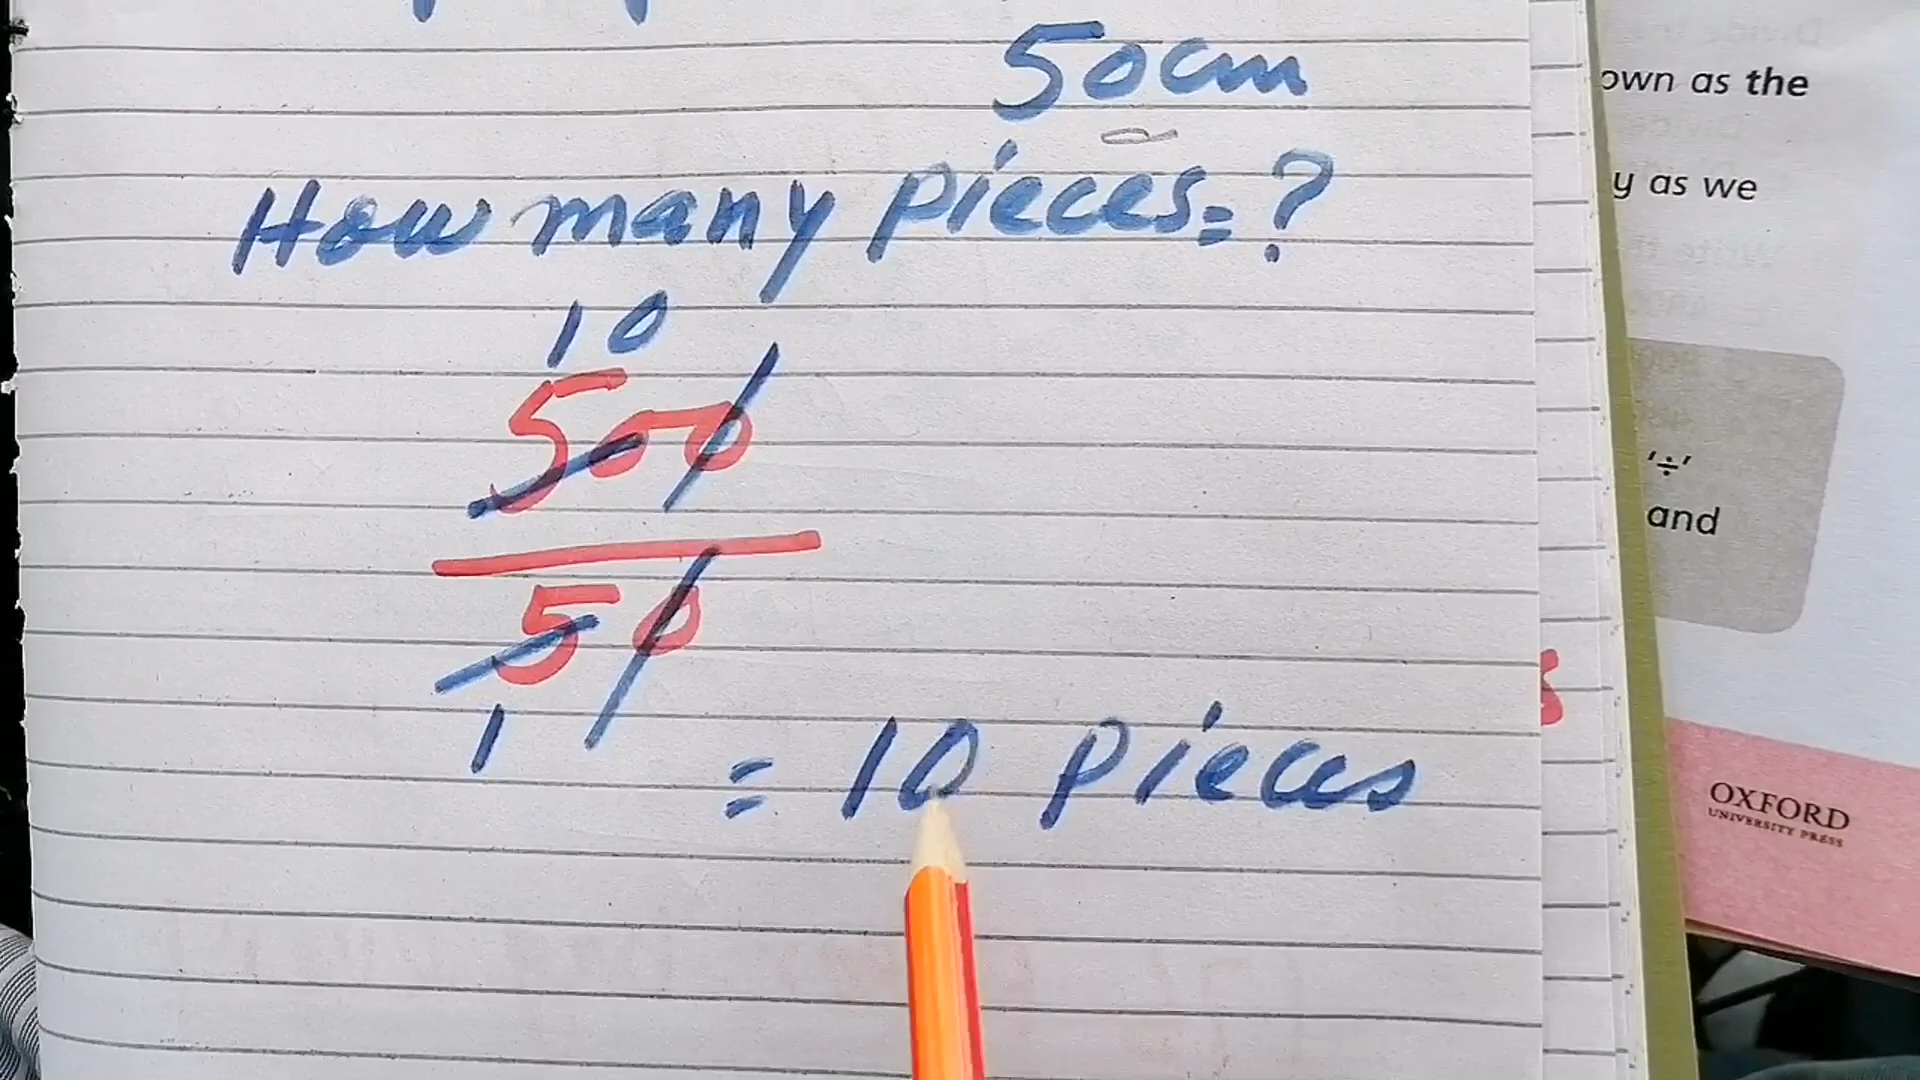 50cm
How many pieces=?
10
500
50
1
= 10 pieces
own as the
y as we
'÷'
and
OXFORD
UNIVERSITY PRESS